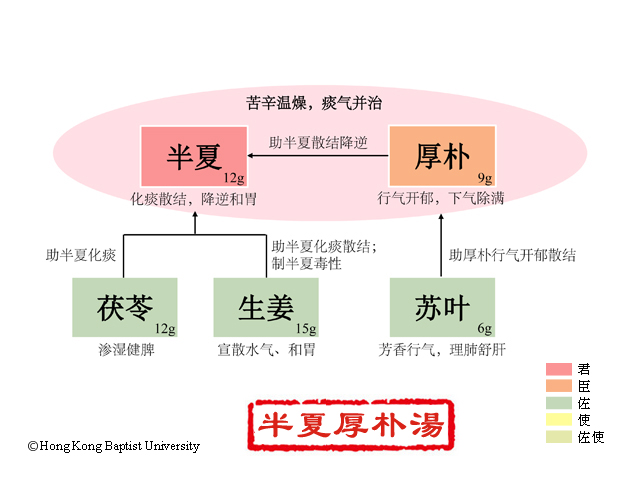 苦辛温燥，痰气并治
半夏
12g
助半夏散结降逆
厚朴
9g
化痰散结，降逆和胃
行气开郁，下气除满
助半夏化痰
助半夏化痰散结；
制半夏毒性
助厚朴行气开郁散结
茯苓
12g
生姜
15g
苏叶
6g
渗湿健脾
宣散水气、和胃
芳香行气，理肺舒肝
君
臣
佐
使
佐使
半夏厚朴湯
©Hong Kong Baptist University